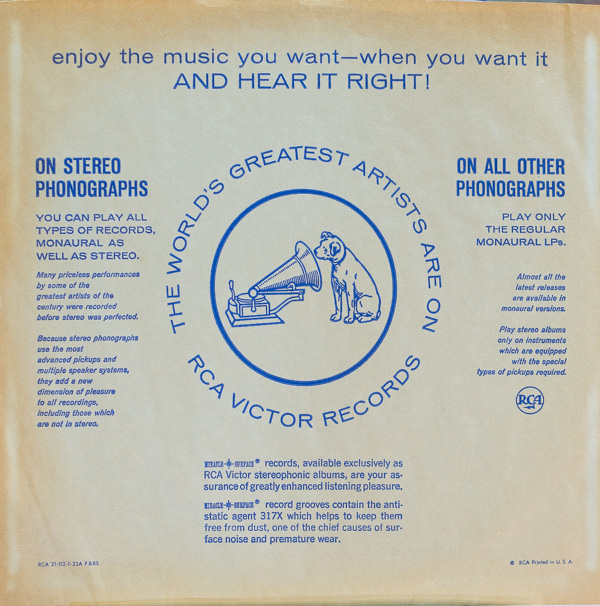 enjoy the music you want—when you want it
AND HEAR IT RIGHT!
ON STEREO
PHONOGRAPHS
YOU CAN PLAY ALL
TYPES OF RECORDS,
MONAURAL AS
WELL AS STEREO.
Many priceless performances
by some of the
greatest artists of the
century were recorded
before stereo was perfected.
Because stereo phonographs
use the most
advanced pickups and
multiple speaker systems,
they add a new
dimension of pleasure
to all recordings,
including those which
are not in stereo.
THE WORLD'S GREATEST ARTISTS ARE ON
RCA VICTOR RECORDS
ON ALL OTHER
PHONOGRAPHS
PLAY ONLY
THE REGULAR
MONAURAL LPs.
Almost all the
latest releases
are available in
monaural versions.
Play stereo albums
only on instruments
which are equipped
with the special
types of pickups required.
RCA
MIRACLE SURFACE® records, available exclusively as
RCA Victor stereophonic albums, are your as-
surance of greatly enhanced listening pleasure.
MIRACLE SURFACE® record grooves contain the anti-
static agent 317X which helps to keep them
free from dust, one of the chief causes of sur-
face noise and premature wear.
RCA 21-112-1-33A P&RS
® RCA Printed in U. S. A.